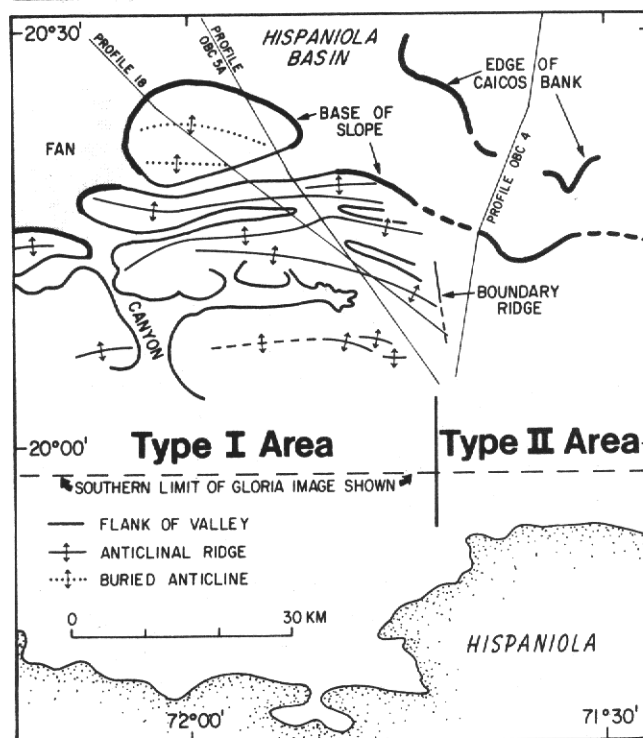 20°30'
PROFILE 18
PROFILE
OBC 5A
HISPANIOLA
BASIN
EDGE OF
CAICOS BANK
BASE OF
SLOPE
FAN
PROFILE OBC 4
BOUNDARY
RIDGE
CANYON
20°00'
Type I Area
Type II Area
SOUTHERN LIMIT OF GLORIA IMAGE SHOWN
FLANK OF VALLEY
ANTICLINAL RIDGE
BURIED ANTICLINE
0
30 KM
HISPANIOLA
72°00'
71°30'